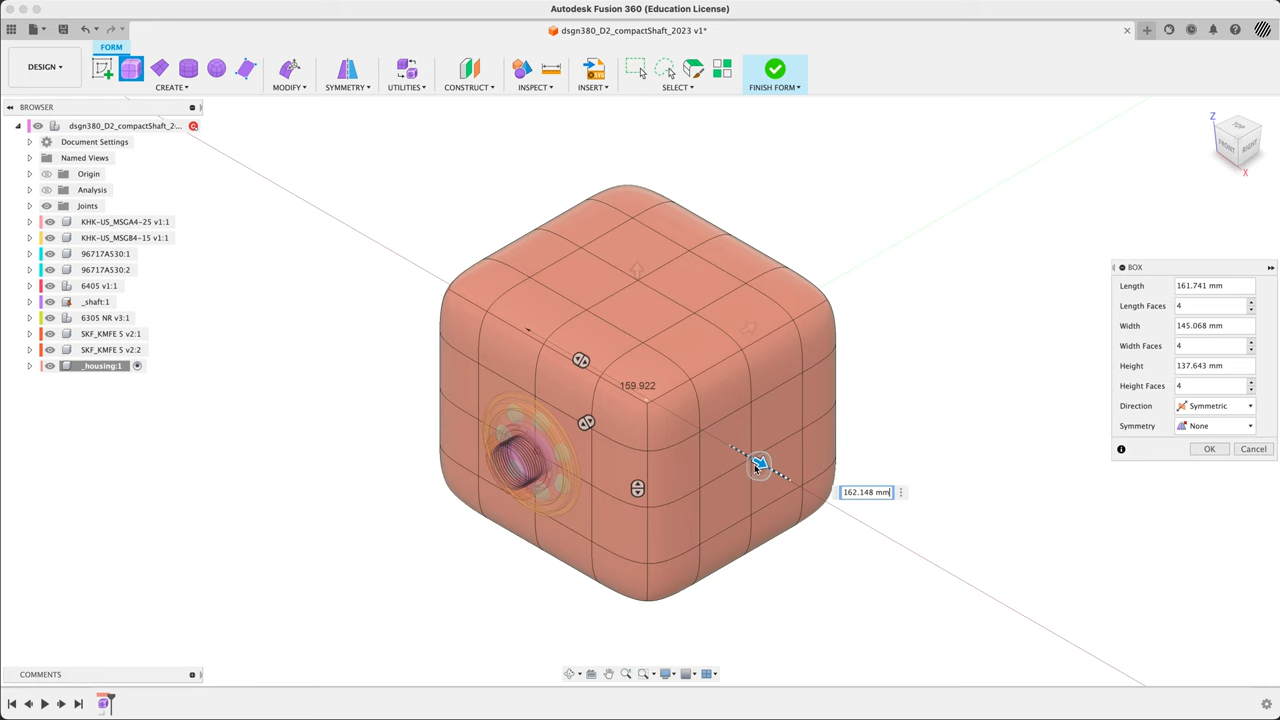 Autodesk Fusion 360 (Education License)
dsgn380_D2_compactShaft_2023 v1*
FORM
DESIGN
CREATE
MODIFY
SYMMETRY
UTILITIES
CONSTRUCT
INSPECT
INSERT
SELECT
FINISH FORM
BROWSER
dsgn380_D2_compactShaft_2(...
Document Settings
Named Views
Origin
Analysis
Joints
KHK-US_MSGA4-25 v1:1
KHK-US_MSGB4-15 v1:1
96717A530:1
96717A530:2
6405 v1:1
_shaft:1
6305 NR v3:1
SKF_KMFE 5 v2:1
SKF_KMFE 5 v2:2
_housing:1
Z
TOP
FRONT
RIGHT
X
159.922
162.148 mm
BOX
Length 161.741 mm
Length Faces 4
Width 145.068 mm
Width Faces 4
Height 137.643 mm
Height Faces 4
Direction Symmetric
Symmetry None
OK Cancel
COMMENTS